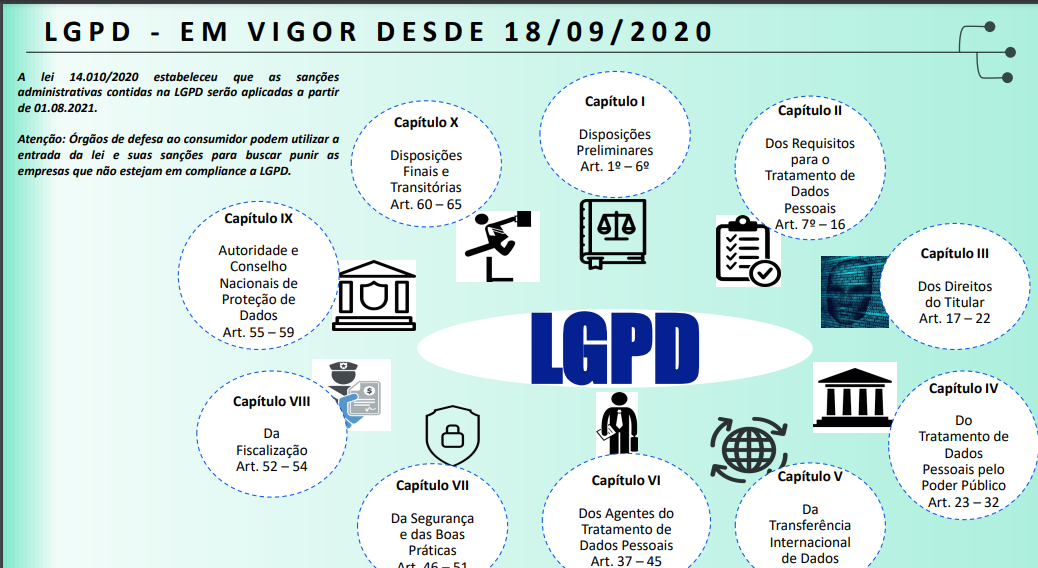 LGPD - EM VIGOR DESDE 18/09/2020
A lei 14.010/2020 estabeleceu que as sanções
administrativas contidas na LGPD serão aplicadas a partir
de 01.08.2021.
Atenção: Órgãos de defesa ao consumidor podem utilizar a
entrada da lei e suas sanções para buscar punir as
empresas que não estejam em compliance a LGPD.
Capítulo I
Disposições
Preliminares
Art. 1º – 6º
Capítulo II
Dos Requisitos
para o
Tratamento de
Dados
Pessoais
Art. 7º – 16
Capítulo III
Dos Direitos
do Titular
Art. 17 – 22
Capítulo IV
Do
Tratamento de
Dados
Pessoais pelo
Poder Público
Art. 23 – 32
Capítulo V
Da
Transferência
Internacional
de Dados
Capítulo VI
Dos Agentes do
Tratamento de
Dados Pessoais
Art. 37 – 45
Capítulo VII
Da Segurança
e das Boas
Práticas
Art. 46 – 51
Capítulo VIII
Da
Fiscalização
Art. 52 – 54
Capítulo IX
Autoridade e
Conselho
Nacionais de
Proteção de
Dados
Art. 55 – 59
Capítulo X
Disposições
Finais e
Transitórias
Art. 60 – 65
LGPD